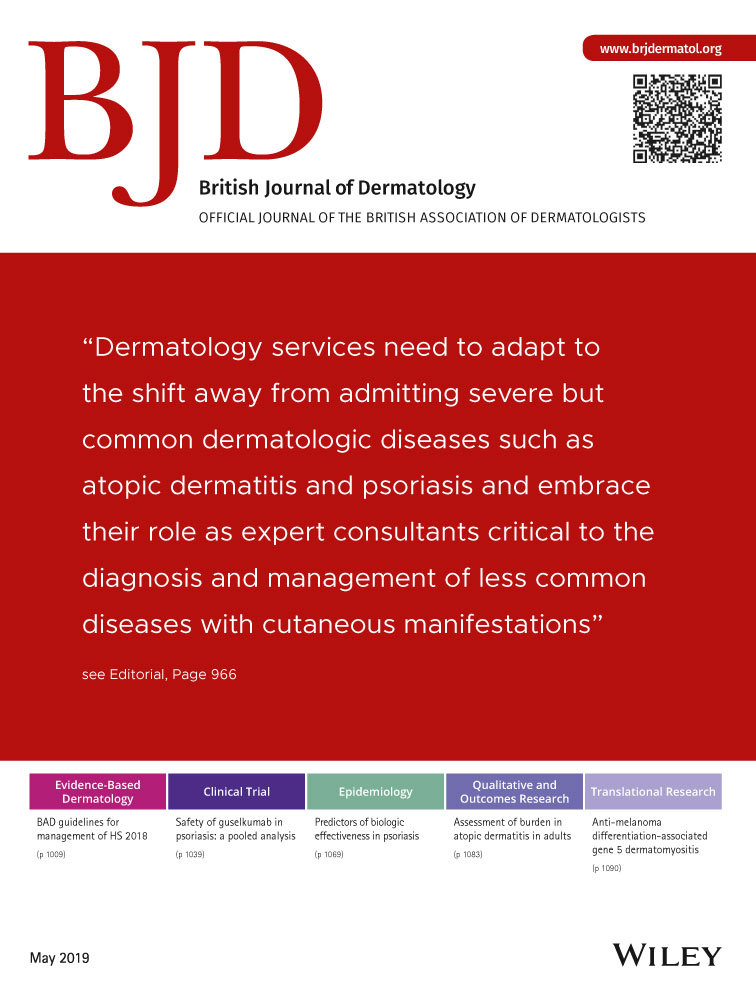 BJD
www.brjdermatol.org
British Journal of Dermatology
OFFICIAL JOURNAL OF THE BRITISH ASSOCIATION OF DERMATOLOGISTS
“Dermatology services need to adapt to
the shift away from admitting severe but
common dermatologic diseases such as
atopic dermatitis and psoriasis and embrace
their role as expert consultants critical to the
diagnosis and management of less common
diseases with cutaneous manifestations”
see Editorial, Page 966
Evidence-Based
Dermatology
BAD guidelines for
management of HS 2018
(p 1009)
Clinical Trial
Safety of guselkumab in
psoriasis: a pooled analysis
(p 1039)
Epidemiology
Predictors of biologic
effectiveness in psoriasis
(p 1069)
Qualitative and
Outcomes Research
Assessment of burden in
atopic dermatitis in adults
(p 1083)
Translational Research
Anti-melanoma
differentiation-associated
gene 5 dermatomyositis
(p 1090)
May 2019
WILEY